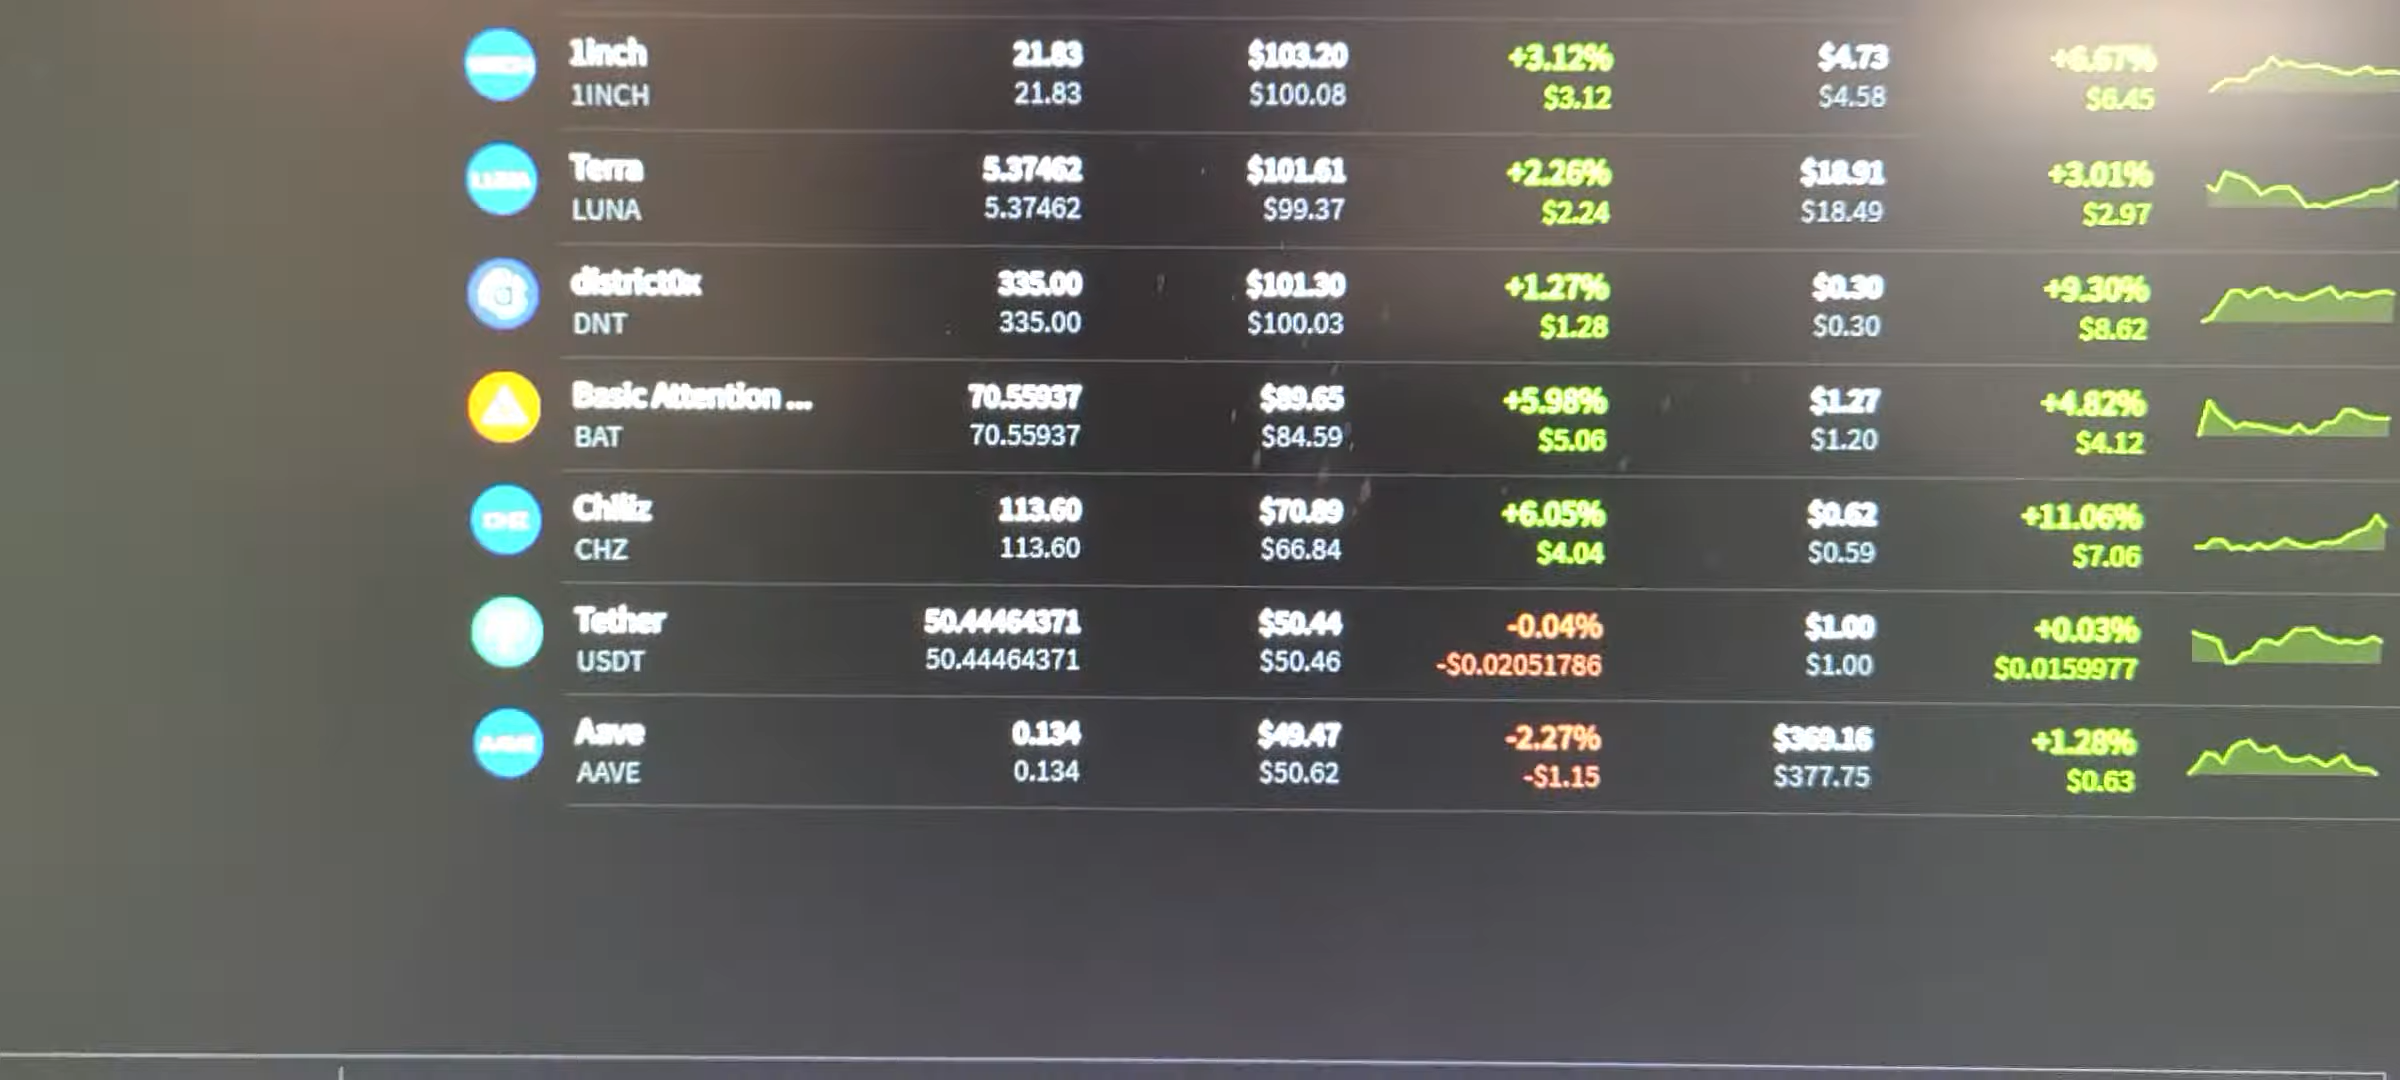 1inch 21.83 $103.20 +3.12% $4.73 +6.67%
1INCH 21.83 $100.08 $3.12 $4.58 $6.45
Terra 5.37462 $101.61 +2.26% $18.91 +3.01%
LUNA 5.37462 $99.37 $2.24 $18.49 $2.97
district0x 335.00 $101.30 +1.27% $0.30 +9.30%
DNT 335.00 $100.03 $1.28 $0.30 $8.62
Basic Attention ... 70.55937 $89.65 +5.98% $1.27 +4.82%
BAT 70.55937 $84.59 $5.06 $1.20 $4.12
CHZ Chiliz 113.60 $70.89 +6.05% $0.62 +11.06%
CHZ 113.60 $66.84 $4.04 $0.59 $7.06
Tether 50.44464371 $50.44 -0.04% $1.00 +0.03%
USDT 50.44464371 $50.46 -$0.02051786 $1.00 $0.0159977
AAVE Aave 0.134 $49.47 -2.27% $369.16 +1.28%
AAVE 0.134 $50.62 -$1.15 $377.75 $0.63